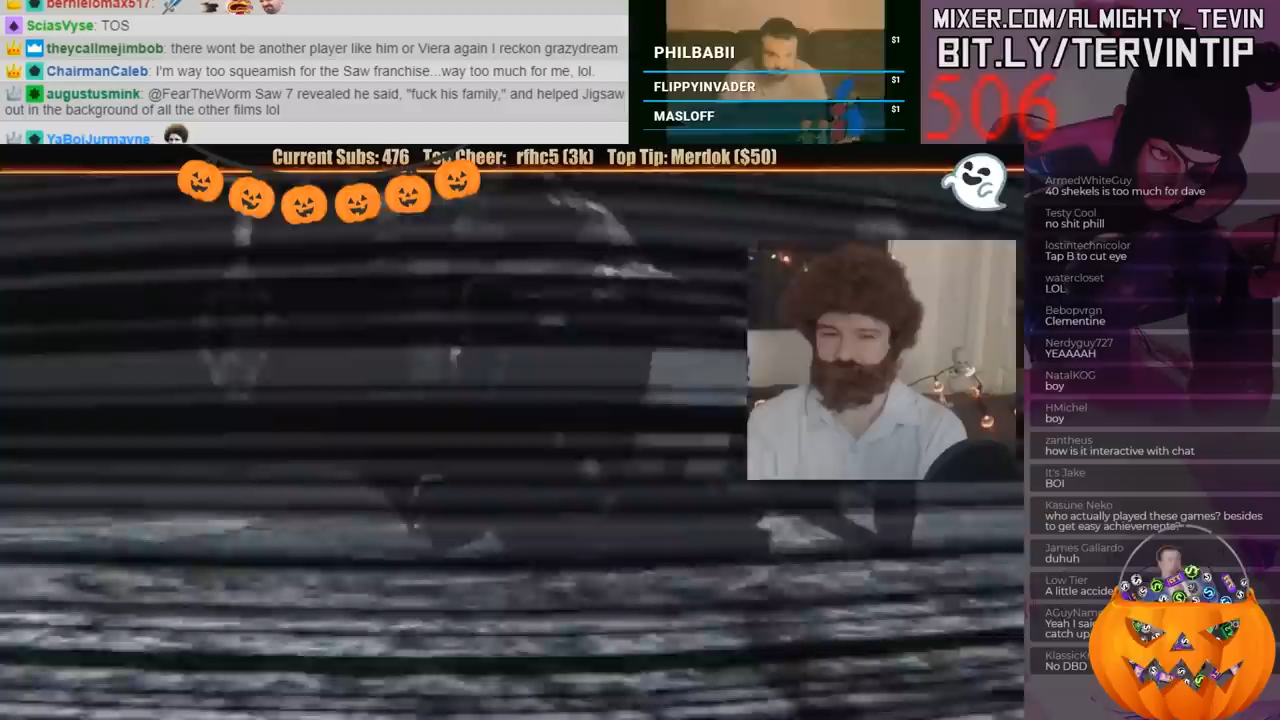 bernielomax517:
SciasVyse: TOS
theycallmejimbob: there wont be another player like him or Viera again I reckon grazydream
ChairmanCaleb: I'm way too squeamish for the Saw franchise...way too much for me, lol.
augustusmink: @FearTheWorm Saw 7 revealed he said, "fuck his family," and helped Jigsaw
out in the background of all the other films lol
YaBoiJurmayne:
PHILBABII $1
FLIPPYINVADER $1
MASLOFF $1
MIXER.COM/ALMIGHTY_TEVIN
BIT.LY/TERVINTIP
506
Current Subs: 476 Top Cheer: rfhc5 (3k) Top Tip: Merdok ($50)
ArmedWhiteGuy
40 shekels is too much for dave
Testy Cool
no shit phill
lostintechnicolor
Tap B to cut eye
watercloset
LOL
Bebopvrgn
Clementine
Nerdyguy727
YEAAAAH
NatalKOG
boy
HMichel
boy
zantheus
how is it interactive with chat
It's Jake
BOI
Kasune Neko
who actually played these games? besides
to get easy achievements?
James Gallardo
duhuh
Low Tier
A little
AGuyName
Yeah I
catch up
No DBD